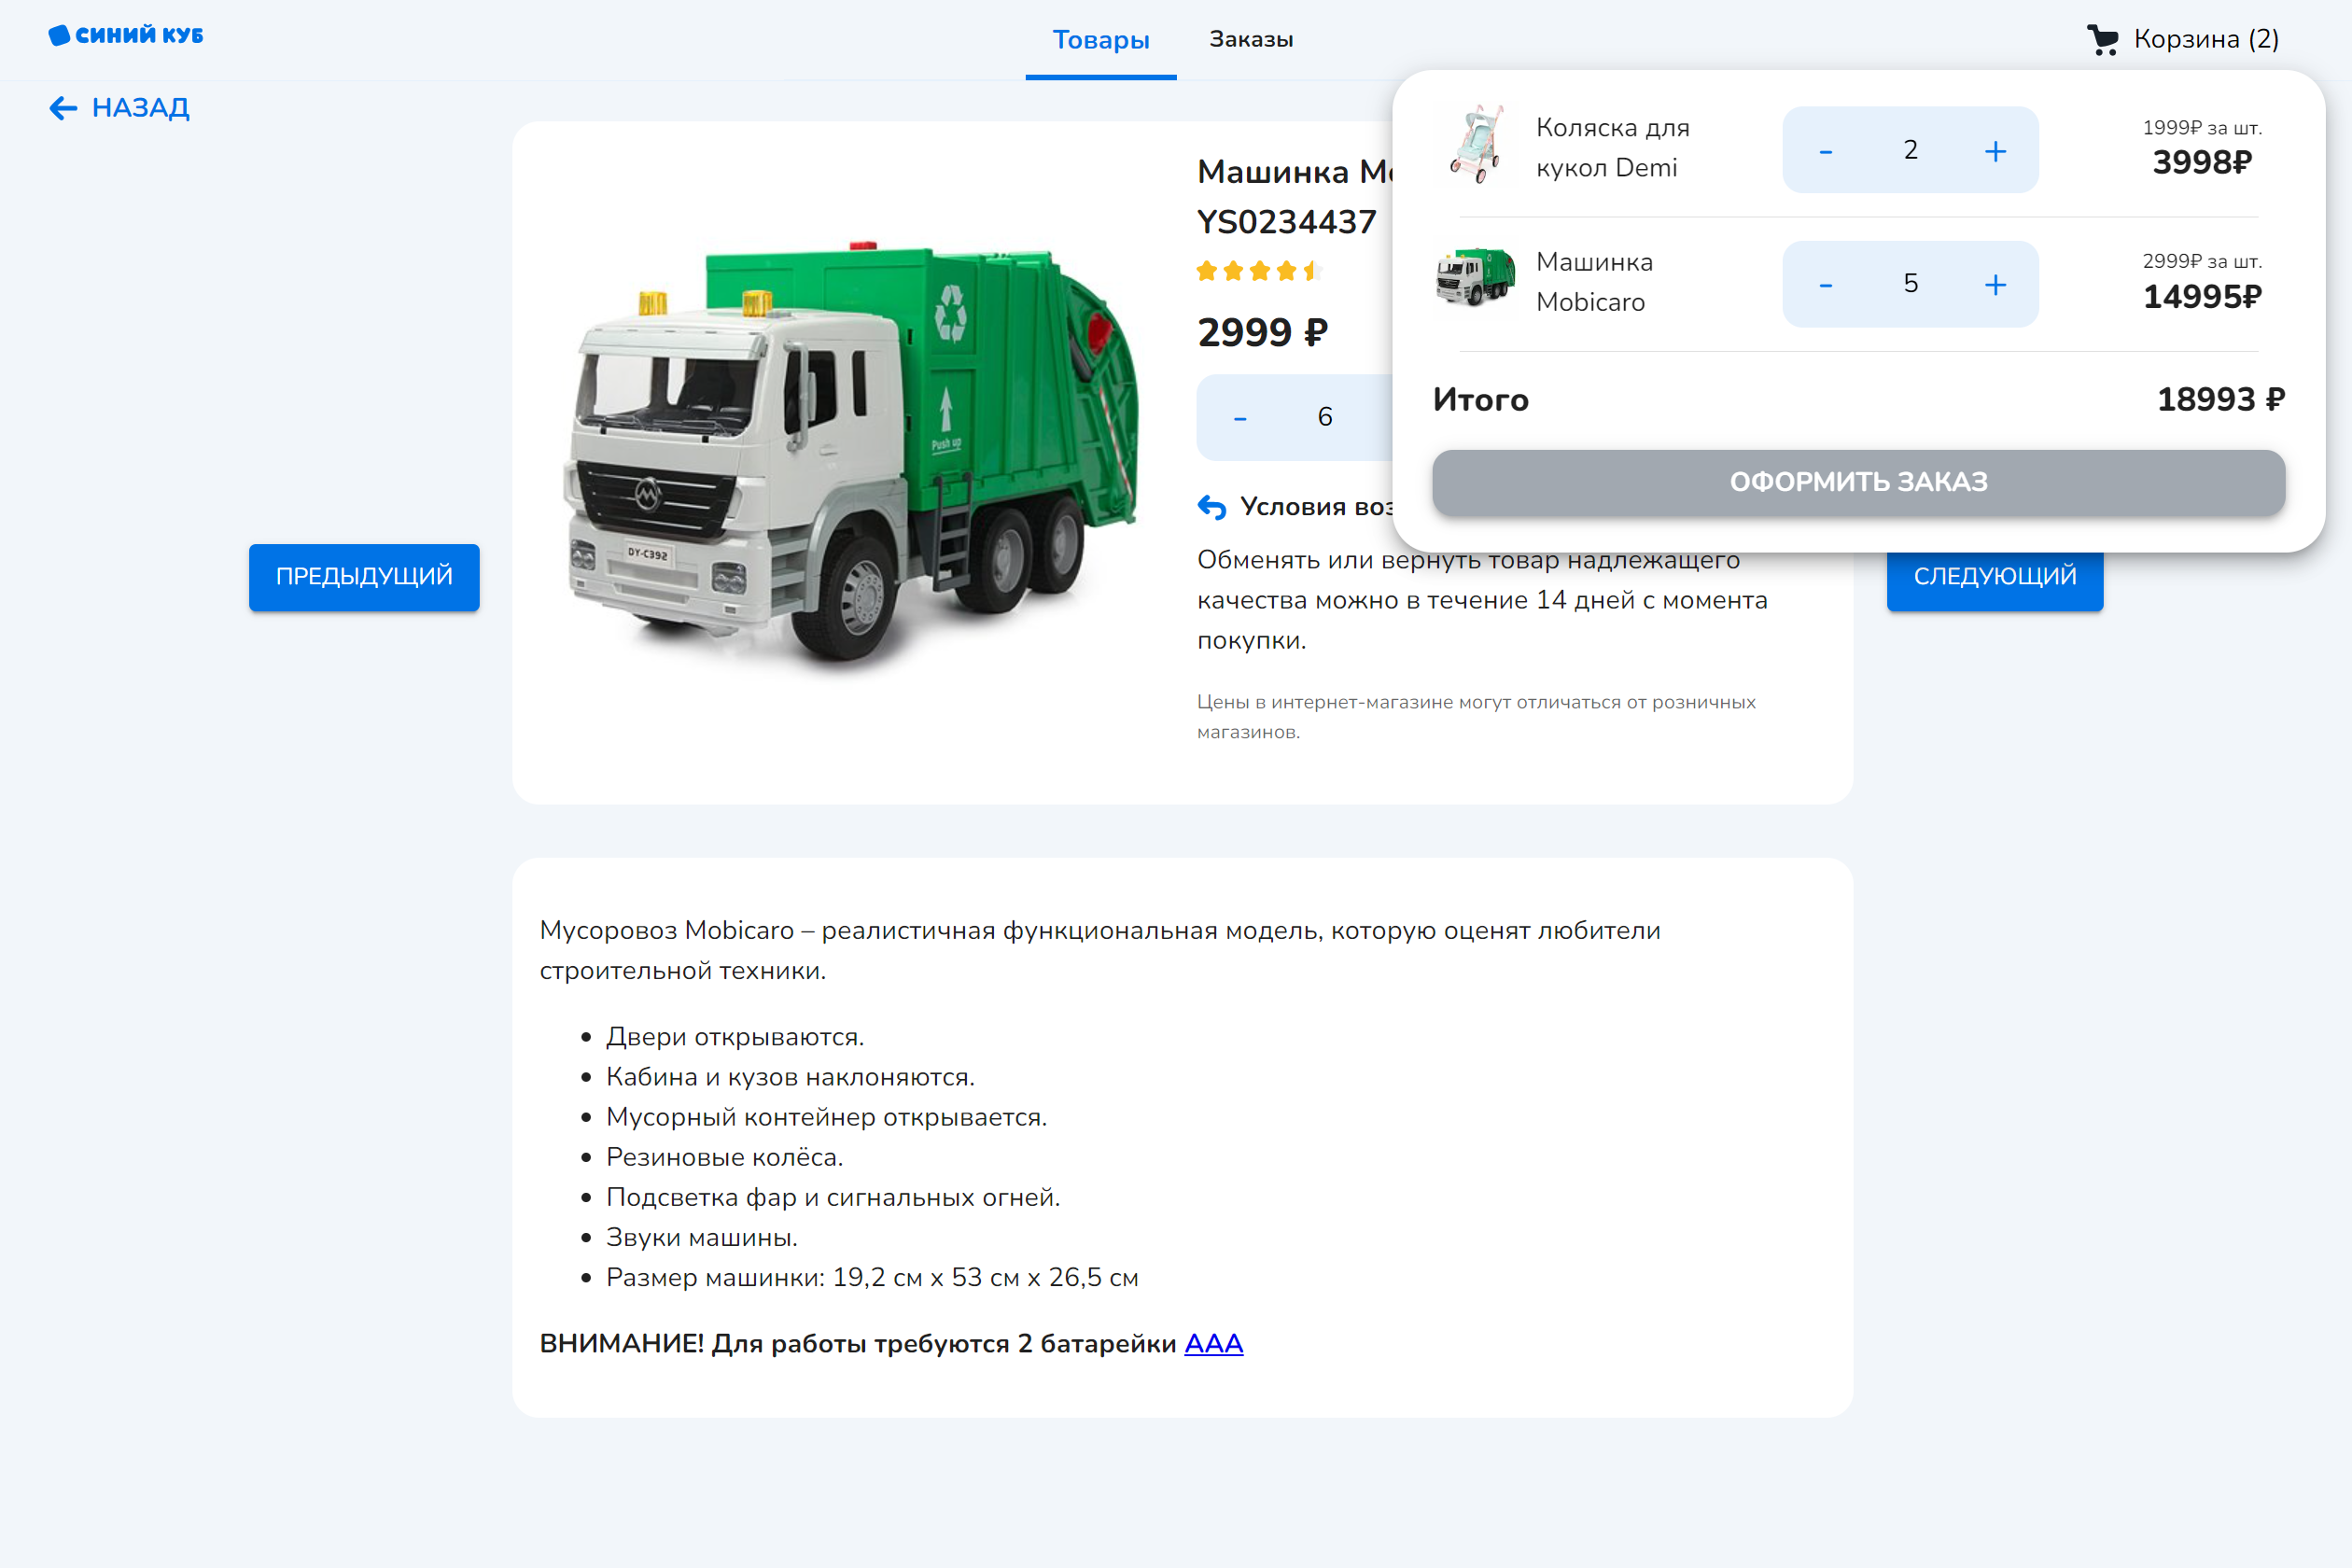 СИНИЙ КУБ
Товары
Заказы
Корзина (2)
НАЗАД
Коляска для
кукол Demi
-
2
+
1999₽ за шт.
3998₽
Машинка
Mobicaro
-
5
+
2999₽ за шт.
14995₽
Итого
18993 ₽
ОФОРМИТЬ ЗАКАЗ
Машинка
YS0234437
2999 ₽
-
6
Push up
DY-C392
Условия
Обменять или вернуть товар надлежащего
качества можно в течение 14 дней с момента
покупки.
Цены в интернет-магазине могут отличаться от розничных
магазинов.
ПРЕДЫДУЩИЙ
СЛЕДУЮЩИЙ
Мусоровоз Mobicaro – реалистичная функциональная модель, которую оценят любители
строительной техники.
Двери открываются.
Кабина и кузов наклоняются.
Мусорный контейнер открывается.
Резиновые колёса.
Подсветка фар и сигнальных огней.
Звуки машины.
Размер машинки: 19,2 см x 53 см x 26,5 см
ВНИМАНИЕ! Для работы требуются 2 батарейки AAA